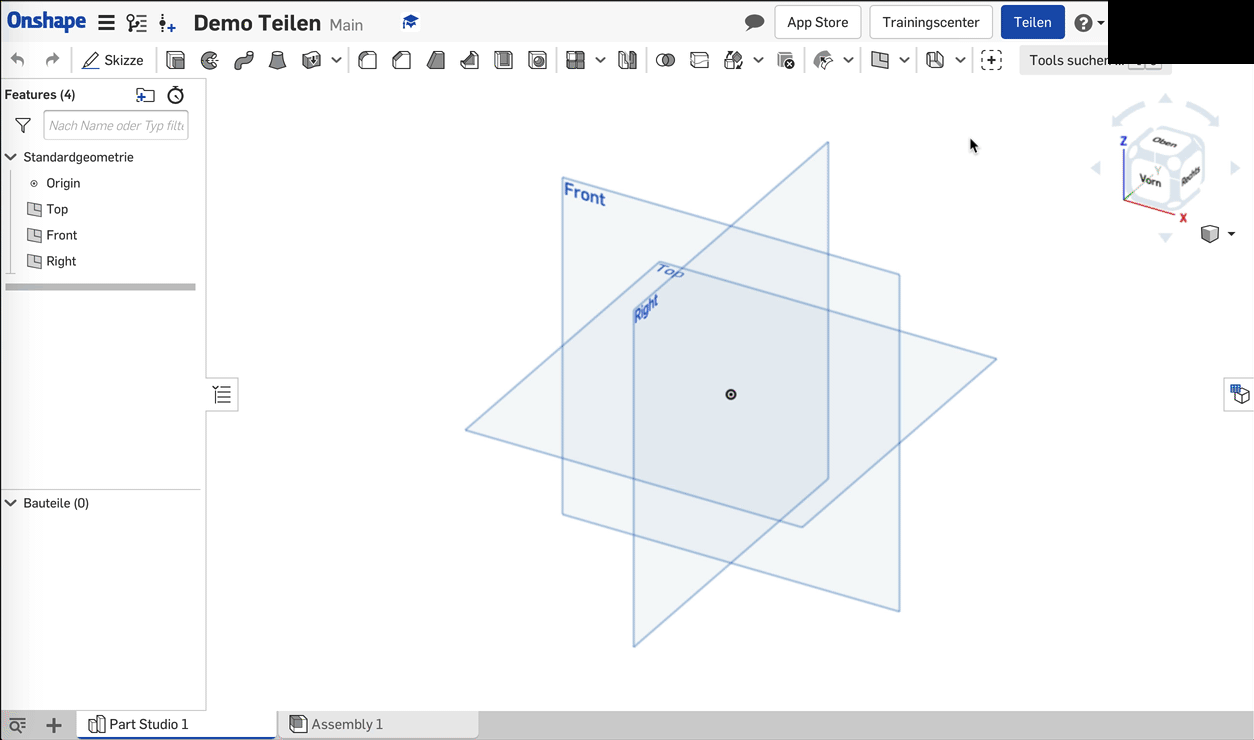 Onshape Demo Teilen Main App Store Trainingscenter Teilen
Skizze Tools suchen...
Features (4)
Nach Name oder Typ filt
Standardgeometrie
Origin
Top
Front
Right
Bauteile (0)
Front
Top
Right
Z
Oben
Y
Vorn
Rechts
X
Part Studio 1 Assembly 1